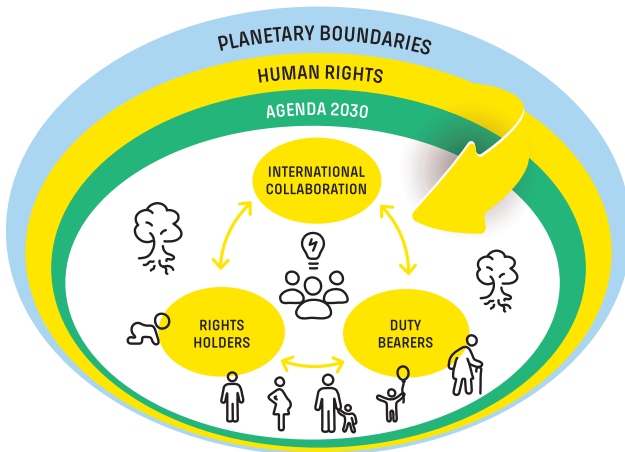 PLANETARY BOUNDARIES
HUMAN RIGHTS
AGENDA 2030
INTERNATIONAL
COLLABORATION
RIGHTS
HOLDERS
DUTY
BEARERS